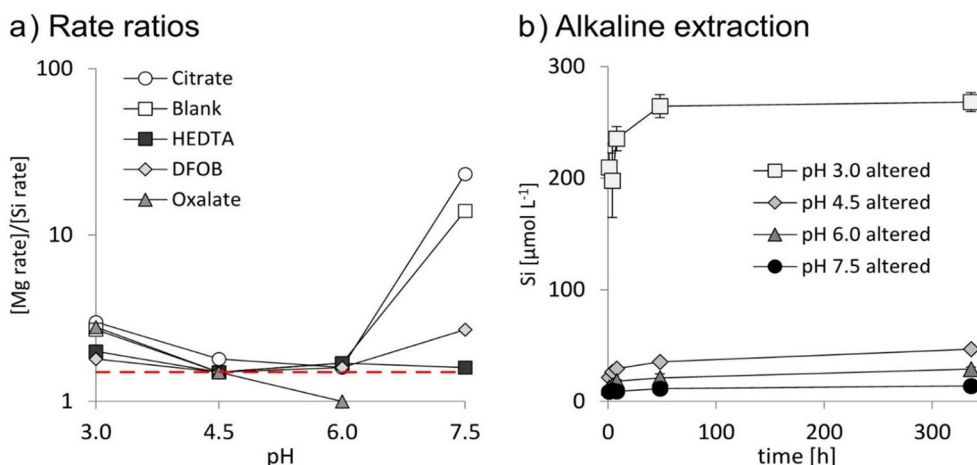 a) Rate ratios
100
10
1
[Mg rate]/[Si rate]
Citrate
Blank
HEDTA
DFOB
Oxalate
3.0 4.5 6.0 7.5
pH
b) Alkaline extraction
300
200
100
0
Si [µmol L⁻¹]
pH 3.0 altered
pH 4.5 altered
pH 6.0 altered
pH 7.5 altered
0 100 200 300
time [h]